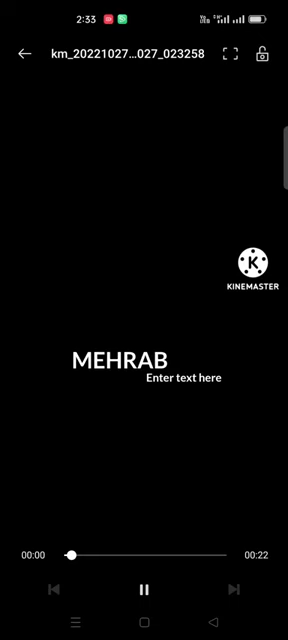 2:33
km_20221027...027_023258
KINEMASTER
MEHRAB
Enter text here
00:00
00:22